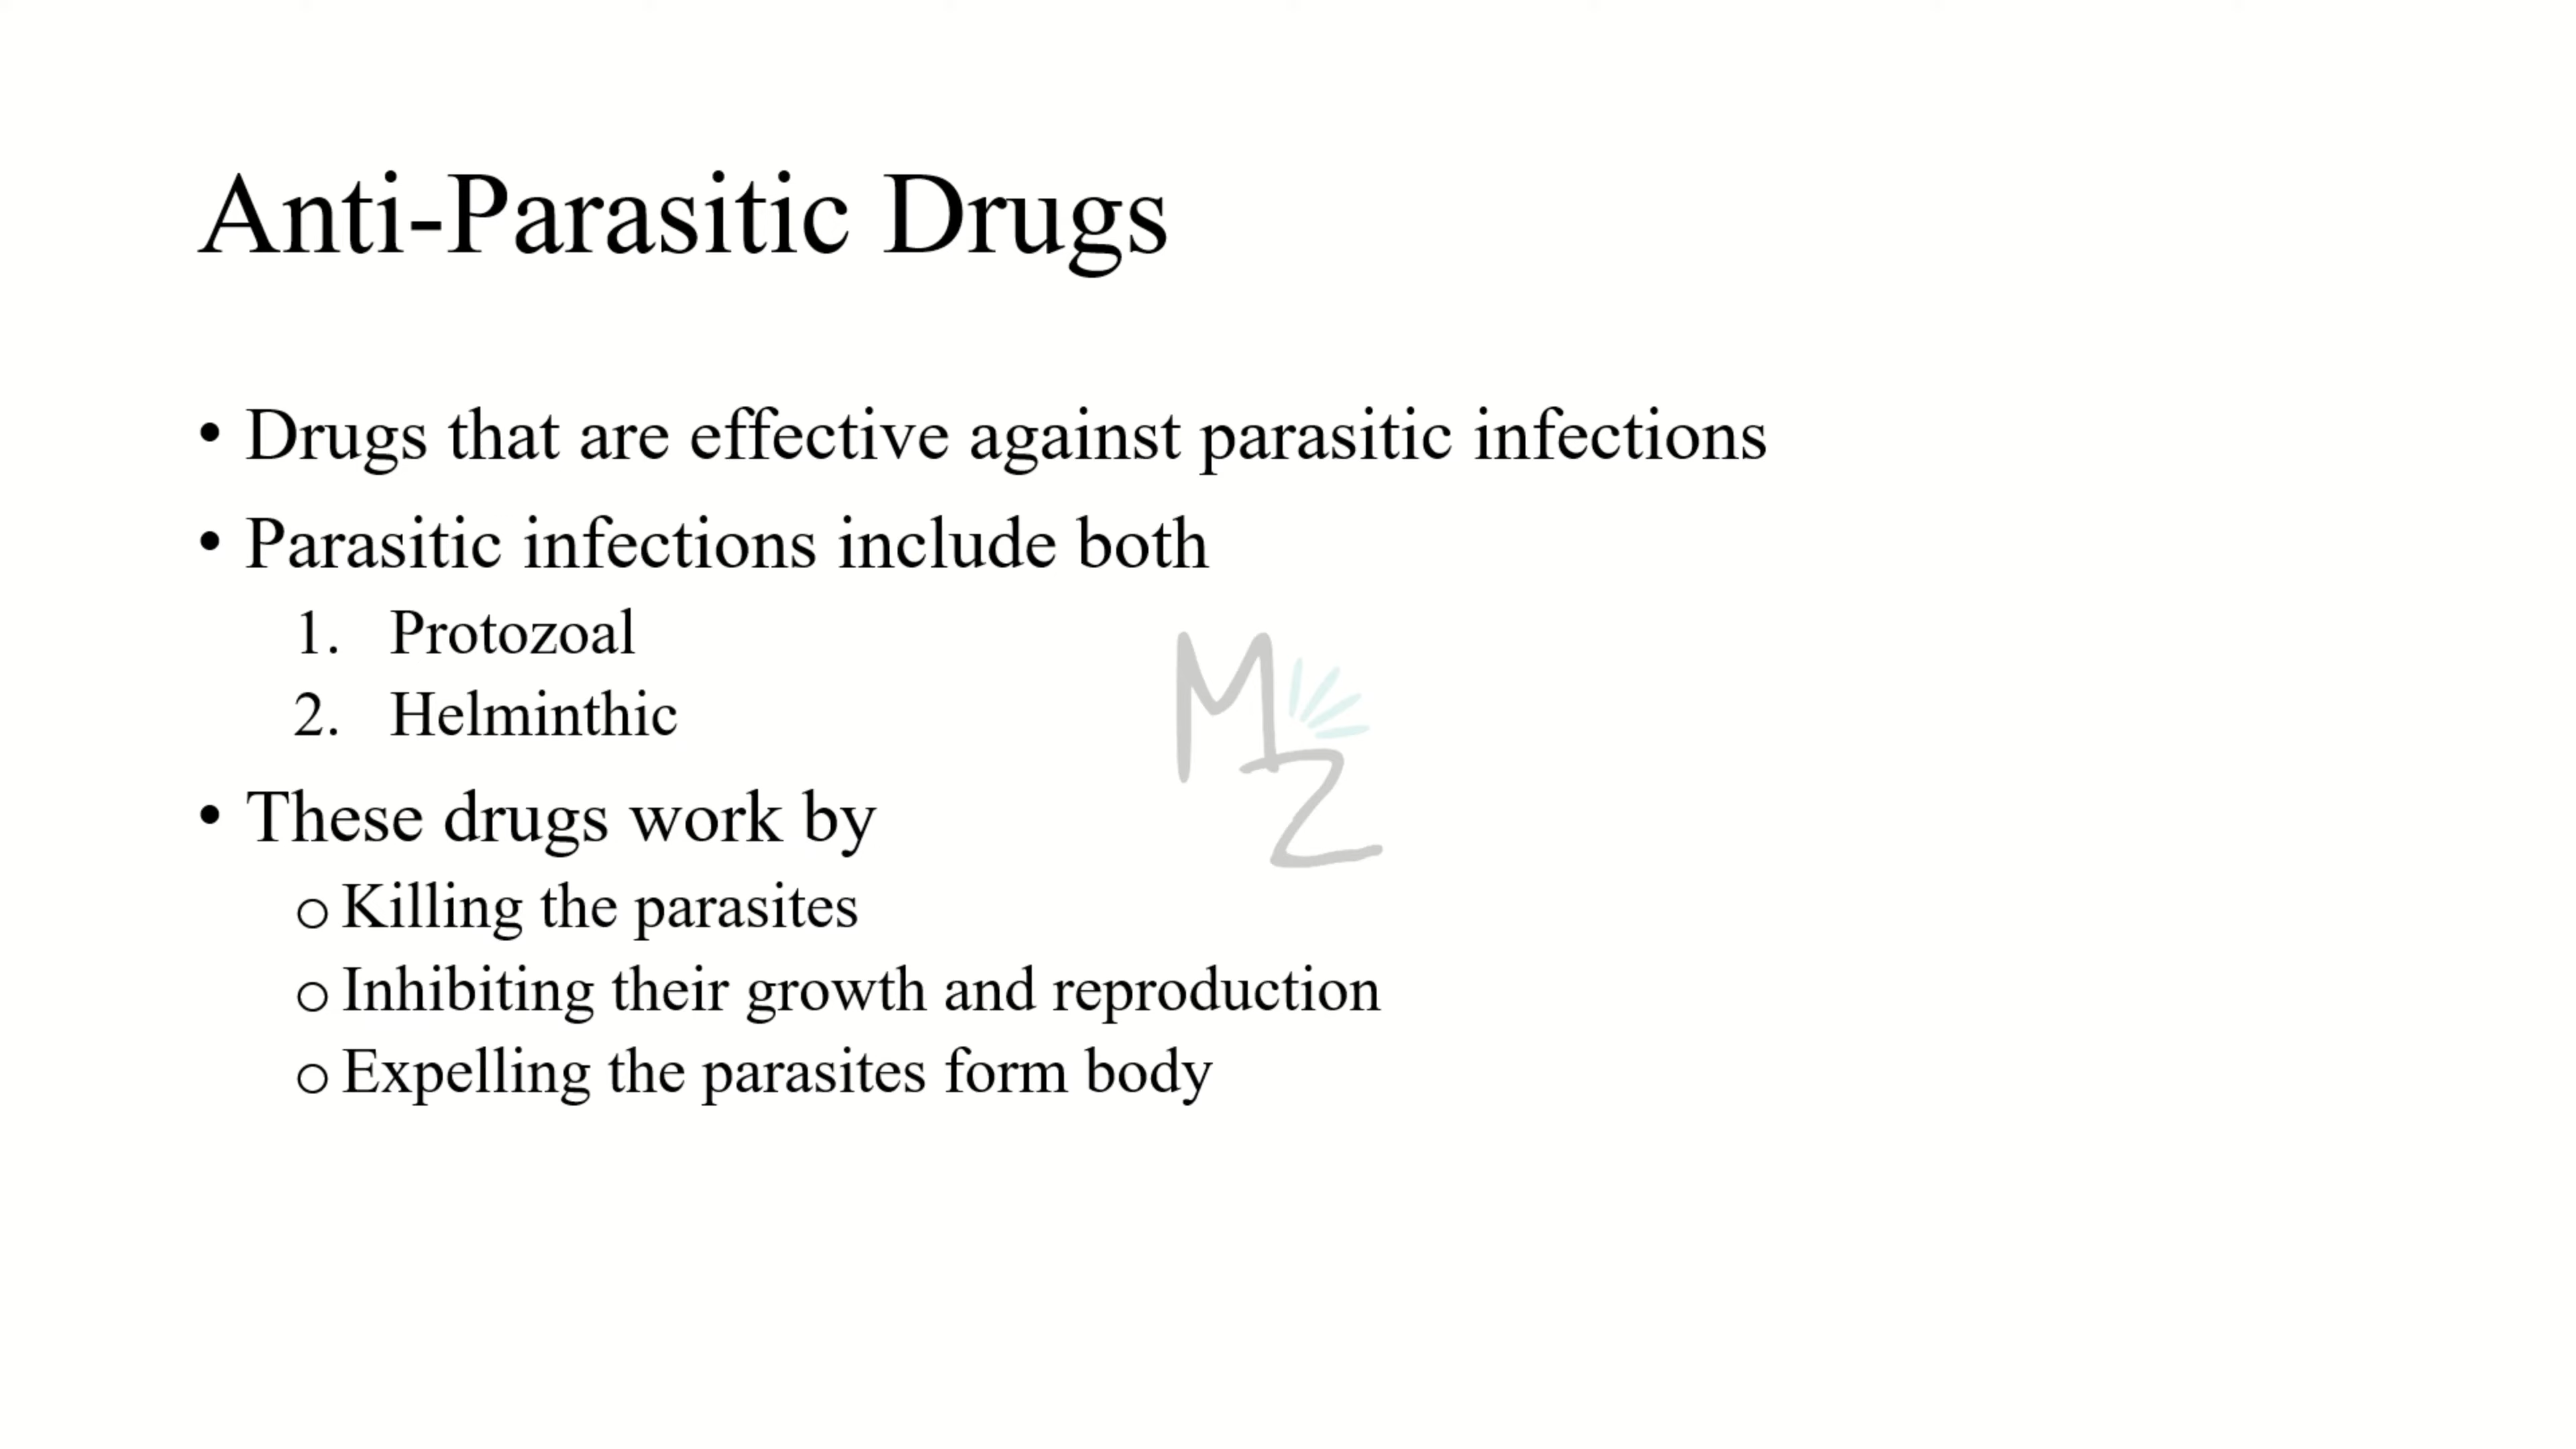 Anti-Parasitic Drugs
• Drugs that are effective against parasitic infections
• Parasitic infections include both
1. Protozoal
2. Helminthic
MZ
• These drugs work by
o Killing the parasites
o Inhibiting their growth and reproduction
o Expelling the parasites form body